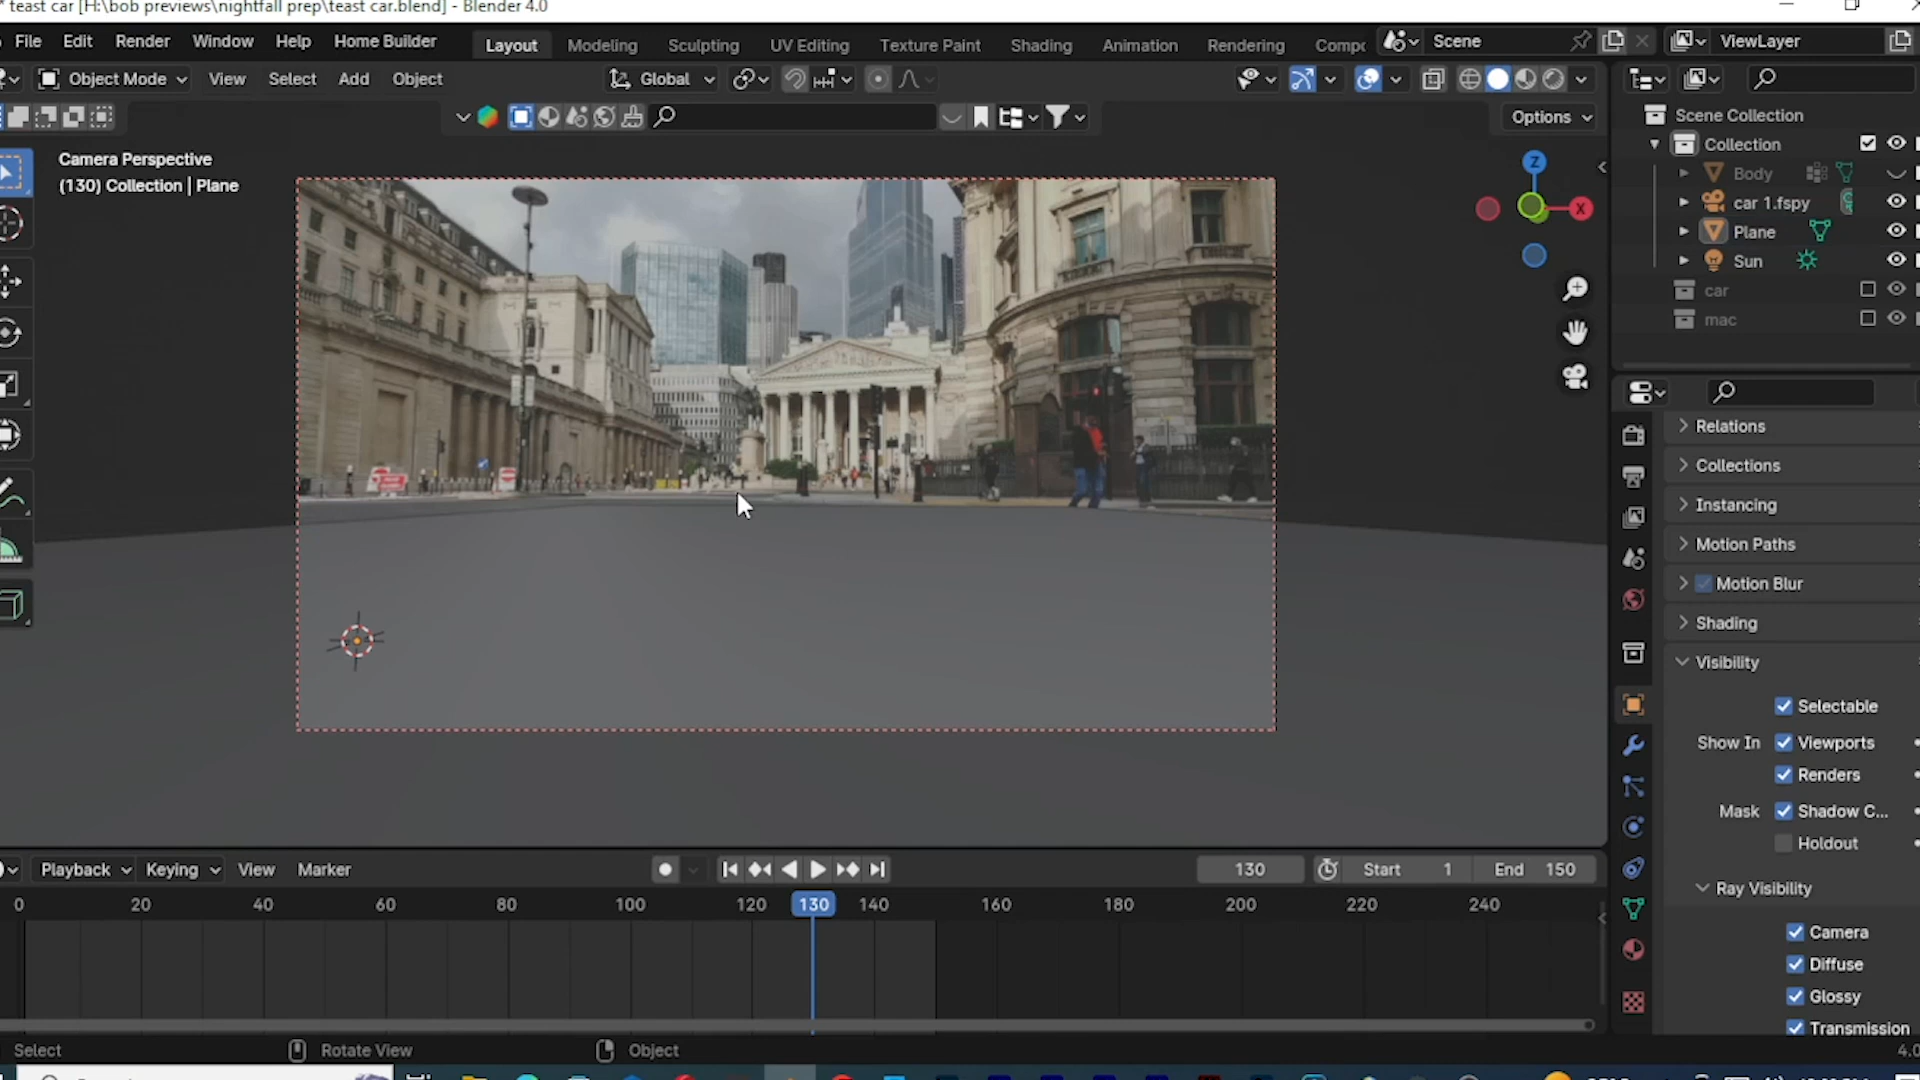 * teast car [H:\bob previews\nightfall prep\teast car.blend] - Blender 4.0
File Edit Render Window Help Home Builder Layout Modeling Sculpting UV Editing Texture Paint Shading Animation Rendering Compo Scene ViewLayer
Object Mode View Select Add Object Global
Options
Scene Collection
Collection
Body
car 1.fspy
Plane
Sun
car
mac
Camera Perspective
(130) Collection | Plane
Z
X
Relations
Collections
Instancing
Motion Paths
Motion Blur
Shading
Visibility
Selectable
Show In Viewports
Renders
Mask Shadow C...
Holdout
Ray Visibility
Camera
Diffuse
Glossy
Transmission
Playback Keying View Marker 130 Start 1 End 150
0 20 40 60 80 100 120 130 140 160 180 200 220 240
Select Rotate View Object 4.0